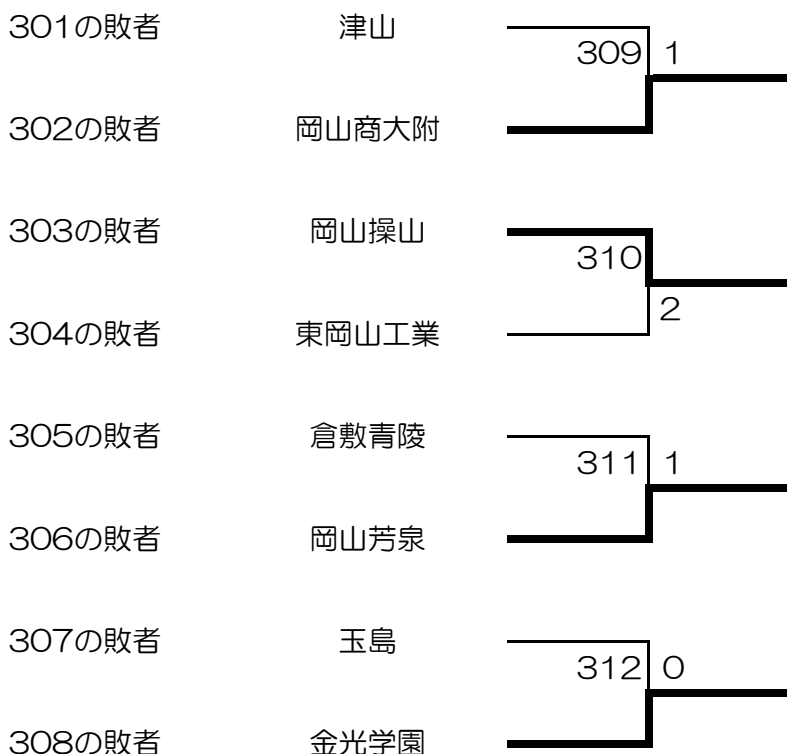 301の敗者 津山
309 1
302の敗者 岡山商大附
303の敗者 岡山操山
310
2
304の敗者 東岡山工業
305の敗者 倉敷青陵
311 1
306の敗者 岡山芳泉
307の敗者 玉島
312 0
308の敗者 金光学園